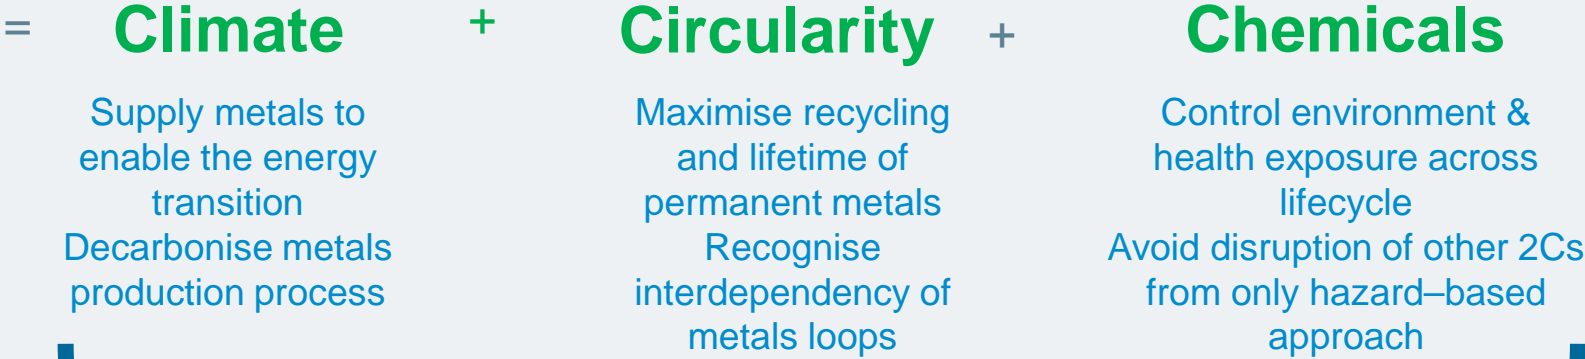 = Climate + Circularity + Chemicals
Supply metals to
enable the energy
transition
Decarbonise metals
production process
Maximise recycling
and lifetime of
permanent metals
Recognise
interdependency of
metals loops
Control environment &
health exposure across
lifecycle
Avoid disruption of other 2Cs
from only hazard–based
approach